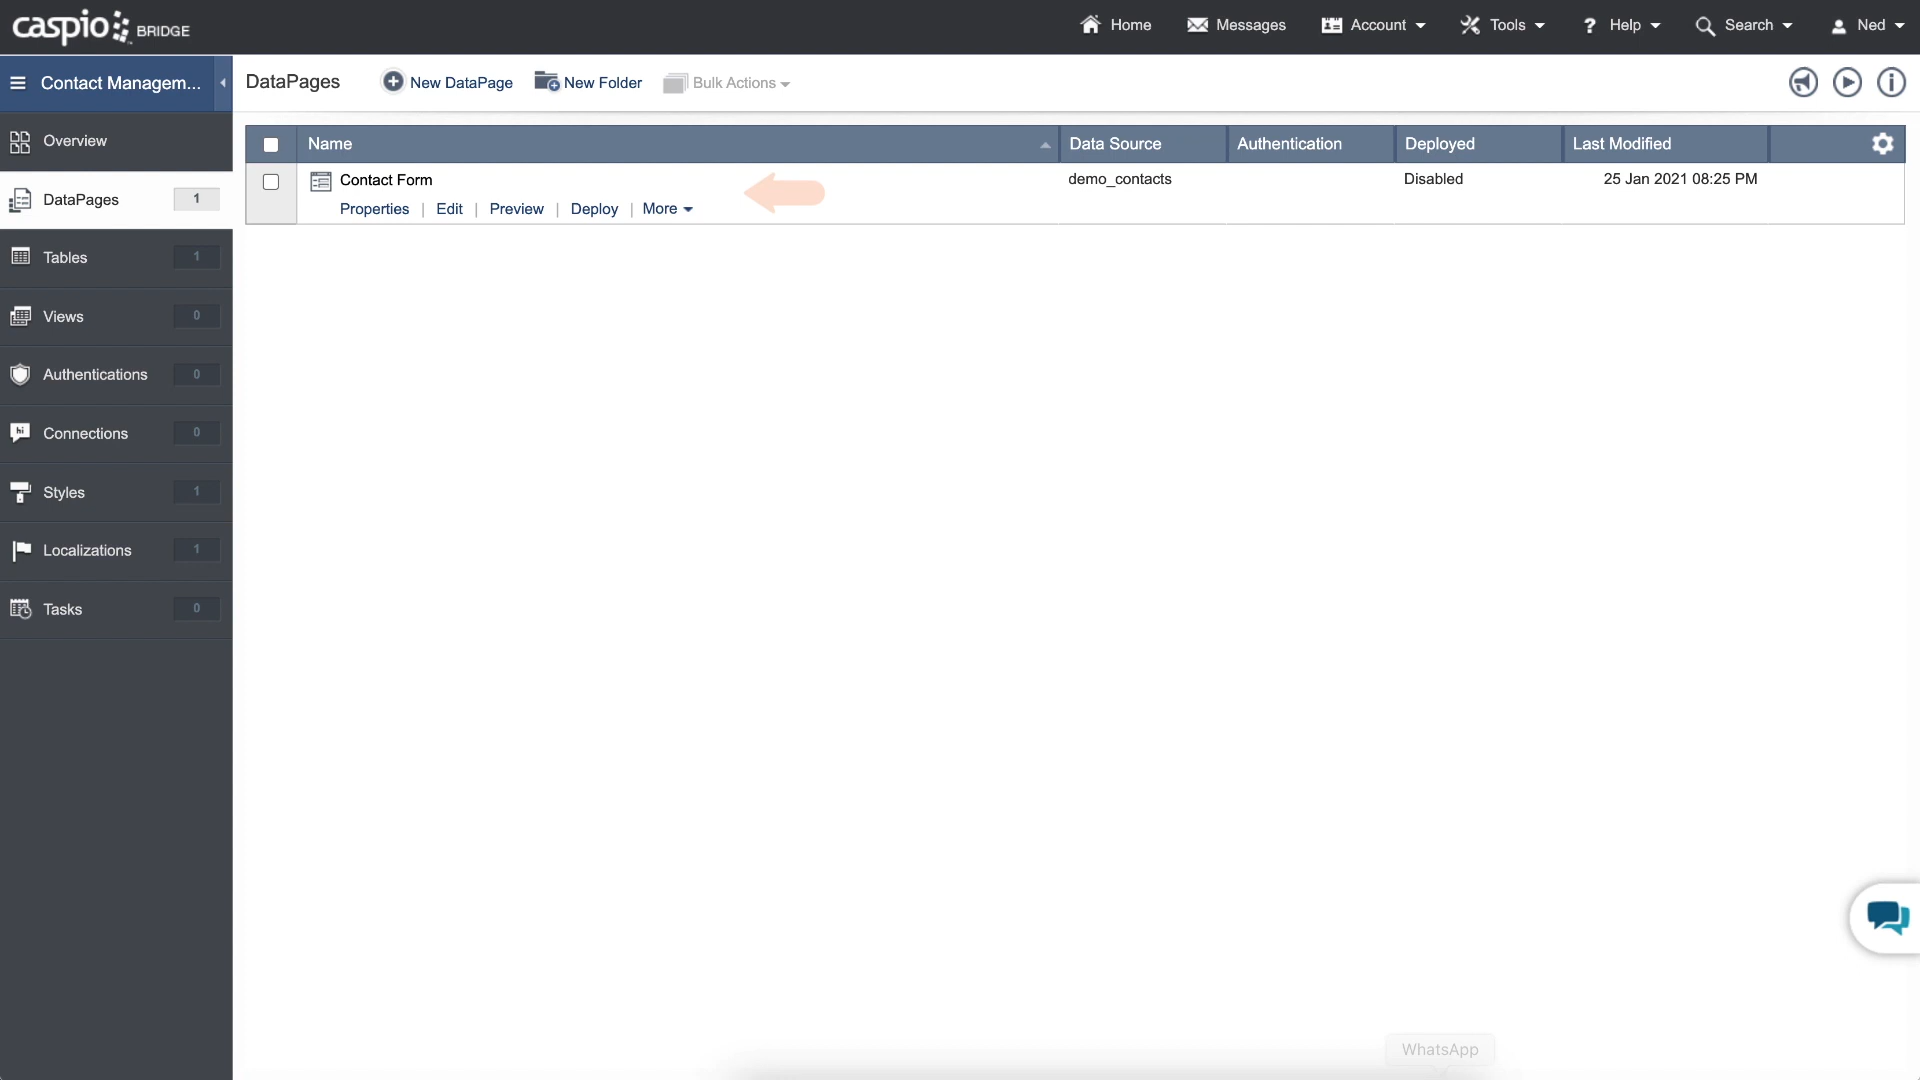 caspio BRIDGE
Home
Messages
Account
Tools
? Help
Search
Ned
Contact Managem...
DataPages
New DataPage
New Folder
Bulk Actions
Overview
DataPages 1
Tables 1
Views 0
Authentications 0
hi Connections 0
Styles 1
Localizations 1
Tasks 0
Name
Data Source
Authentication
Deployed
Last Modified
Contact Form
demo_contacts
Disabled
25 Jan 2021 08:25 PM
Properties | Edit | Preview | Deploy | More
WhatsApp